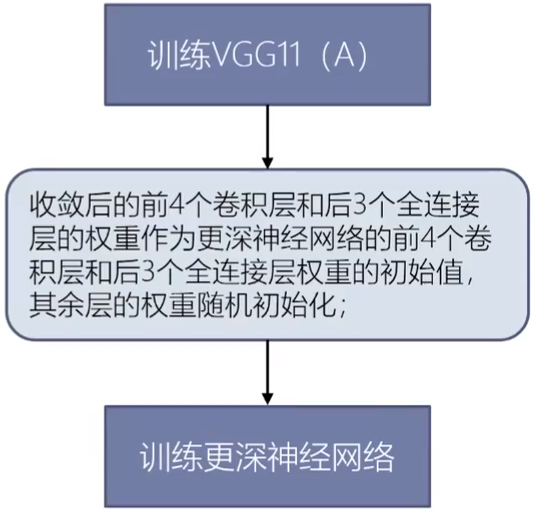 训练VGG11（A）
收敛后的前4个卷积层和后3个全连接
层的权重作为更深神经网络的前4个卷
积层和后3个全连接层权重的初始值，
其余层的权重随机初始化；
训练更深神经网络